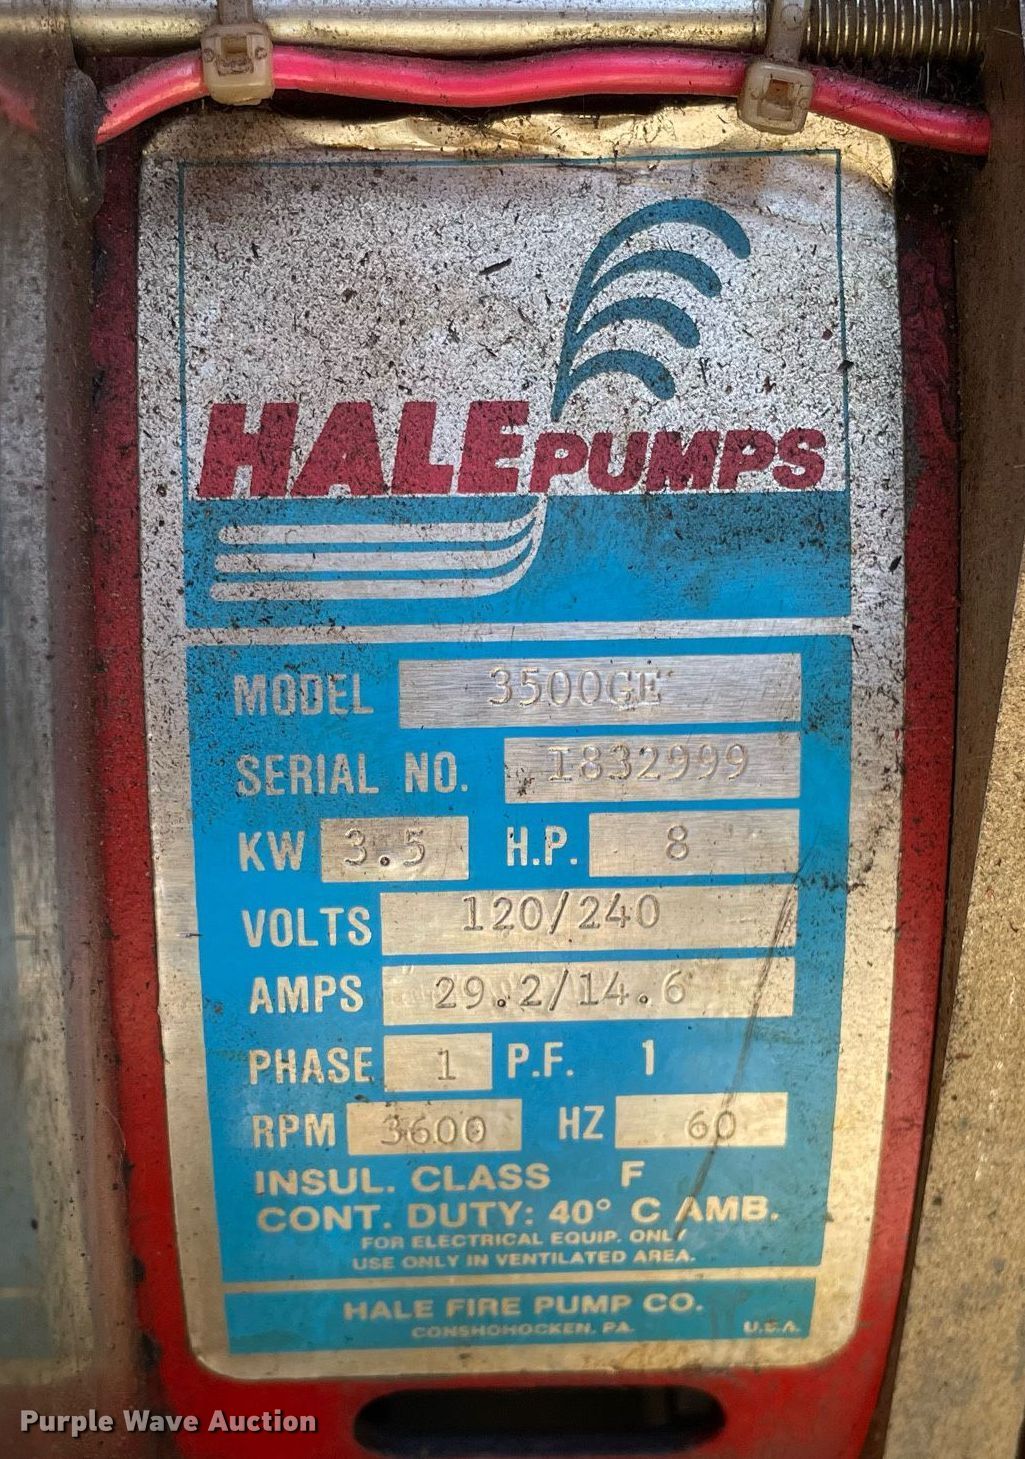 HALE PUMPS
MODEL 3500GE
SERIAL NO. I832999
KW 3.5 H.P. 8
VOLTS 120/240
AMPS 29.2/14.6
PHASE 1 P.F. 1
RPM 3600 HZ 60
INSUL. CLASS F
CONT. DUTY: 40° C AMB.
FOR ELECTRICAL EQUIP. ONLY
USE ONLY IN VENTILATED AREA.
HALE FIRE PUMP CO.
CONSHOHOCKEN, PA. U.S.A.
Purple Wave Auction